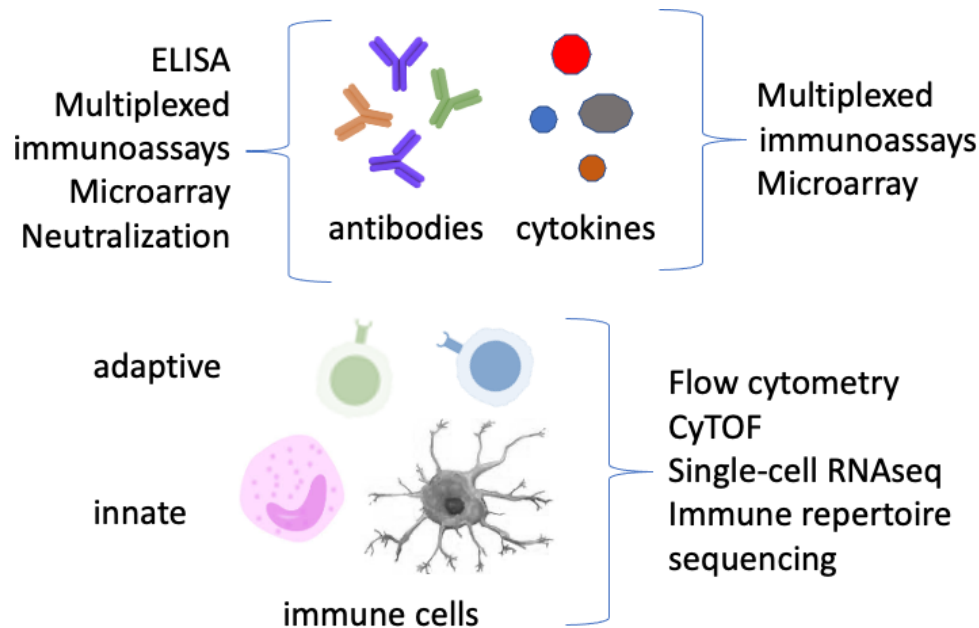 ELISA
Multiplexed
immunoassays
Microarray
Neutralization
antibodies
cytokines
Multiplexed
immunoassays
Microarray
adaptive
innate
immune cells
Flow cytometry
CyTOF
Single-cell RNAseq
Immune repertoire
sequencing